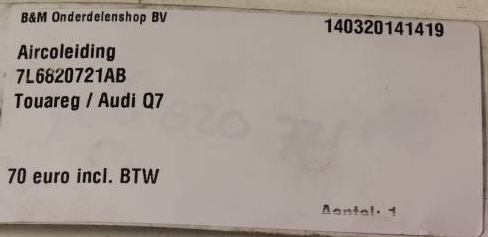 B&M Onderdelenshop BV
140320141419
Aircoleiding
7L6820721AB
Touareg / Audi Q7
70 euro incl. BTW
Aantal: 1